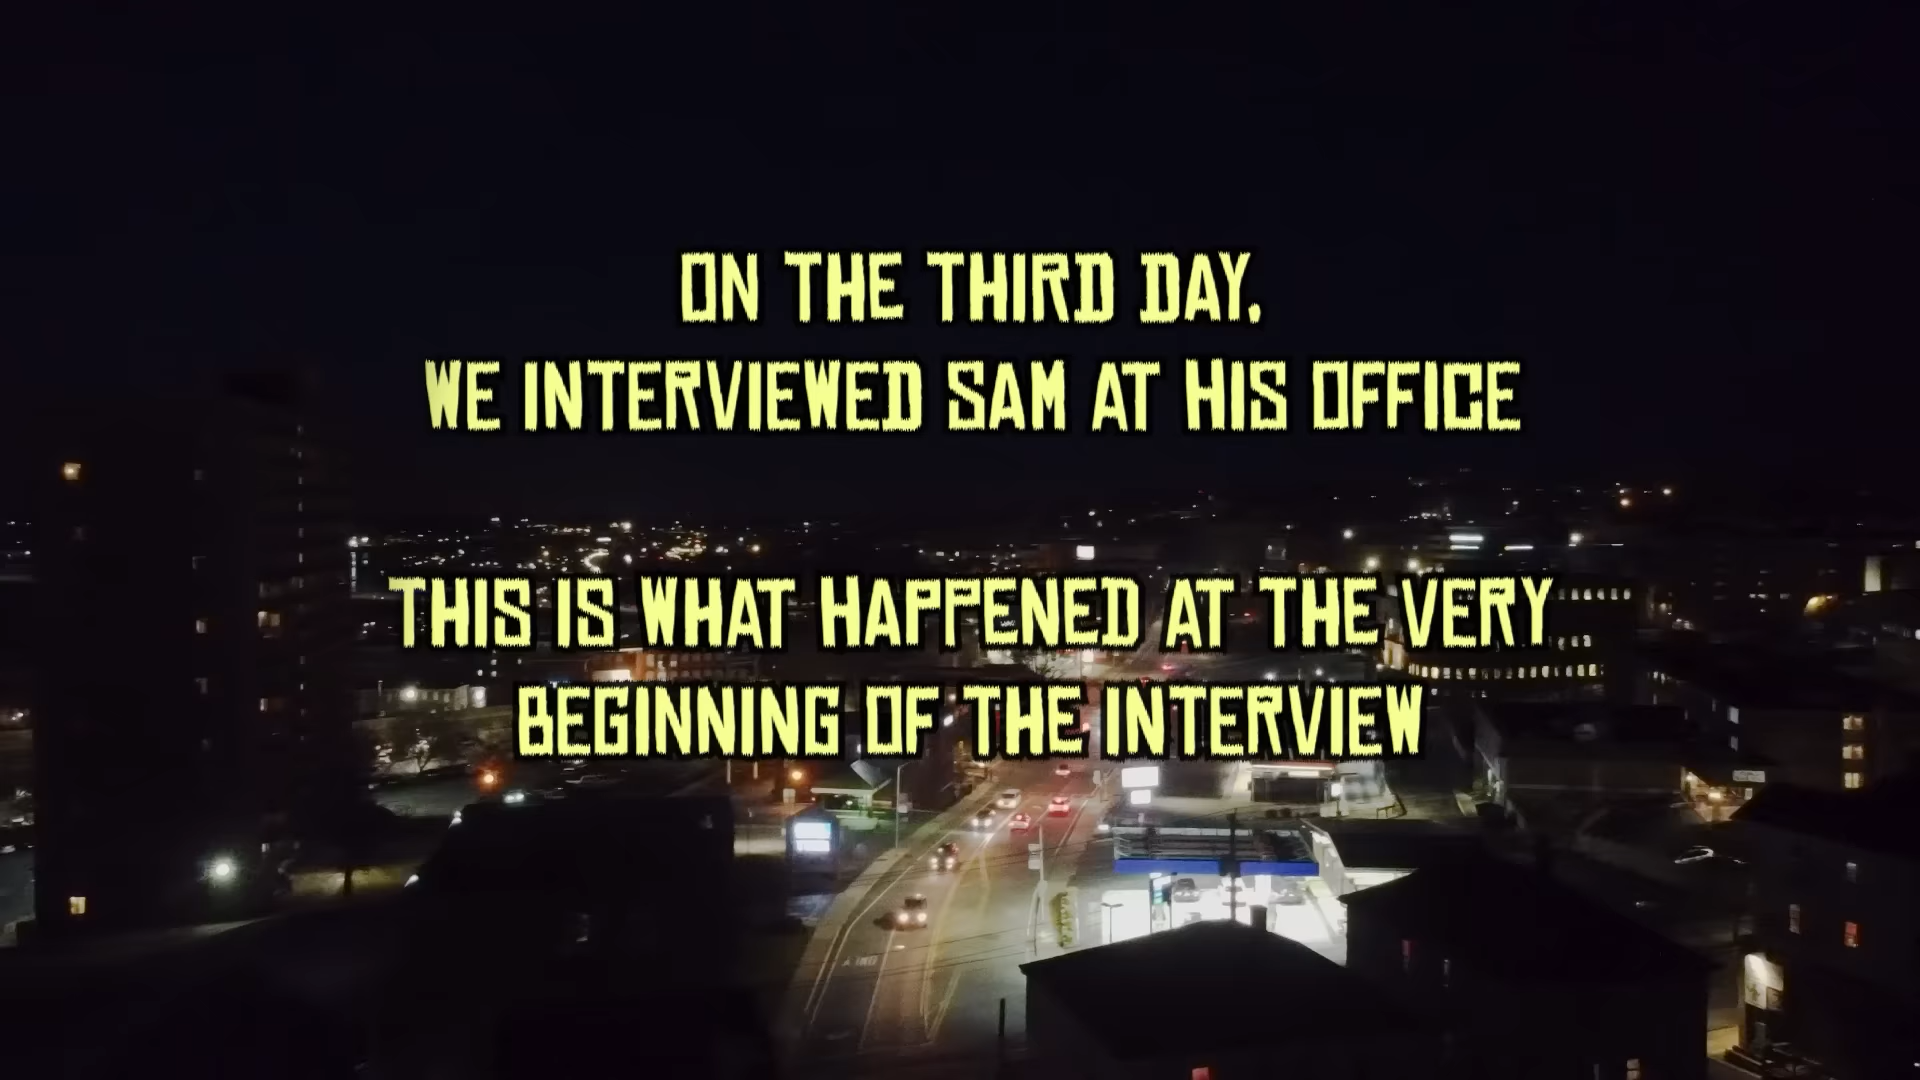 ON THE THIRD DAY,
WE INTERVIEWED SAM AT HIS OFFICE
THIS IS WHAT HAPPENED AT THE VERY
BEGINNING OF THE INTERVIEW